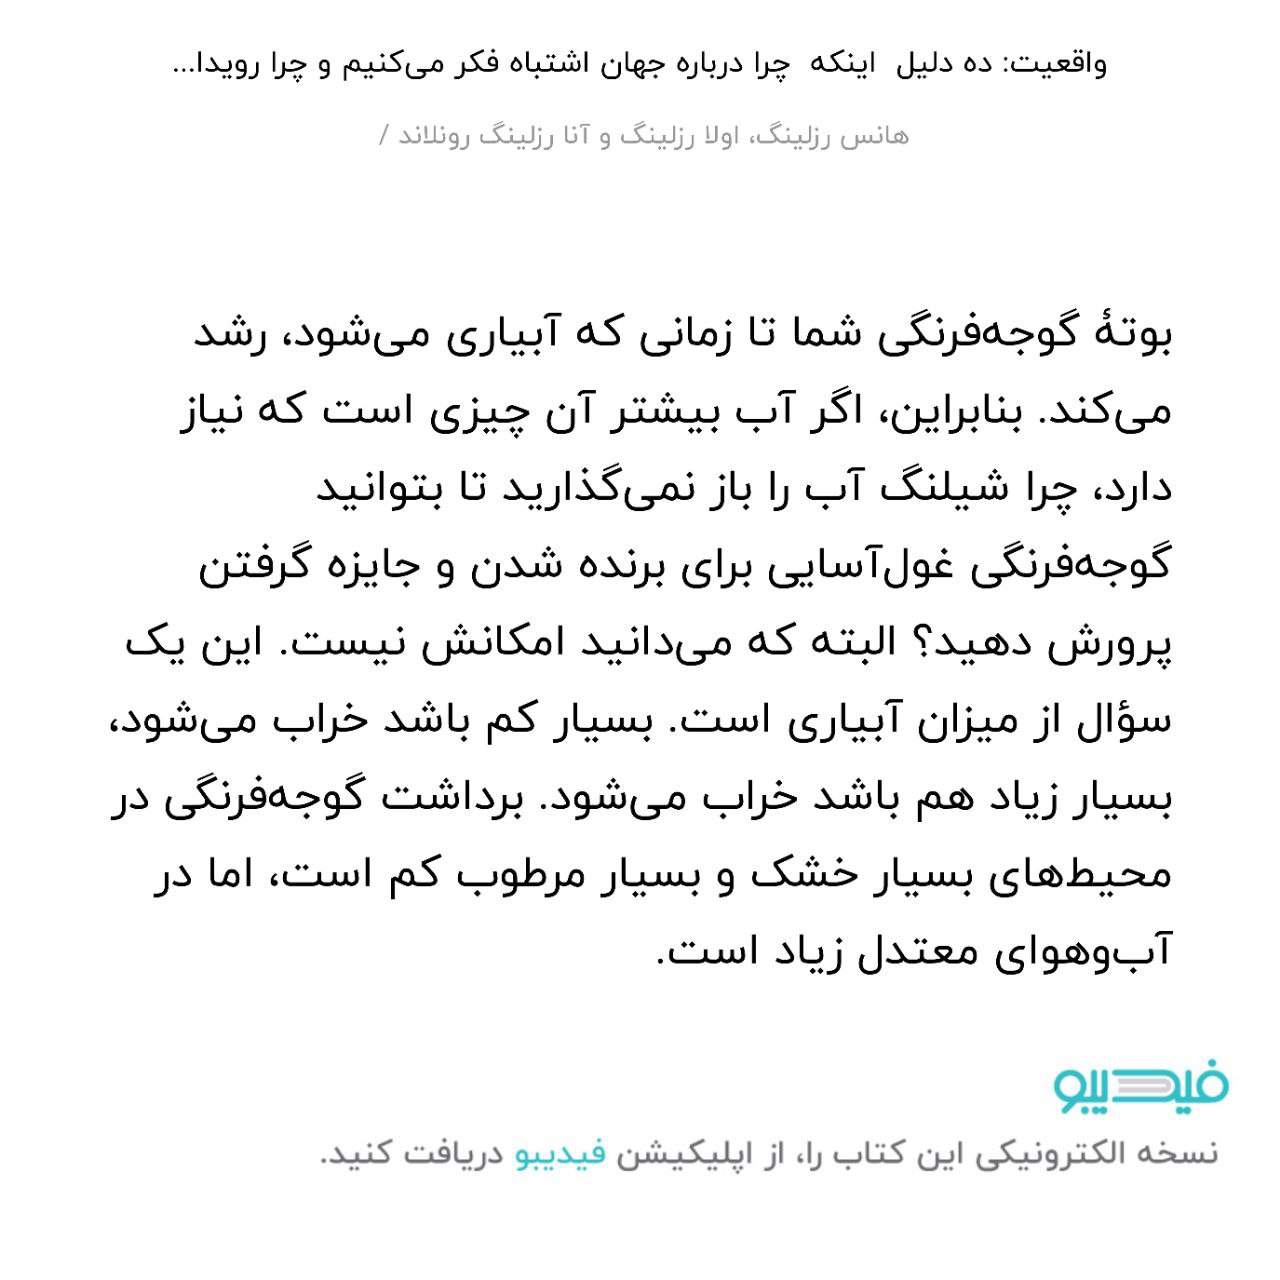 واقعیت: ده دلیل اینکه چرا درباره جهان اشتباه فکر می‌کنیم و چرا رویدا...
هانس رزلینگ، اولا رزلینگ و آنا رزلینگ رونلاند /
بوتهٔ گوجه‌فرنگی شما تا زمانی که آبیاری می‌شود، رشد
می‌کند. بنابراین، اگر آب بیشتر آن چیزی است که نیاز
دارد، چرا شیلنگ آب را باز نمی‌گذارید تا بتوانید
گوجه‌فرنگی غول‌آسایی برای برنده شدن و جایزه گرفتن
پرورش دهید؟ البته که می‌دانید امکانش نیست. این یک
سؤال از میزان آبیاری است. بسیار کم باشد خراب می‌شود،
بسیار زیاد هم باشد خراب می‌شود. برداشت گوجه‌فرنگی در
محیط‌های بسیار خشک و بسیار مرطوب کم است، اما در
آب‌وهوای معتدل زیاد است.
فیدیبو
نسخه الکترونیکی این کتاب را، از اپلیکیشن فیدیبو دریافت کنید.